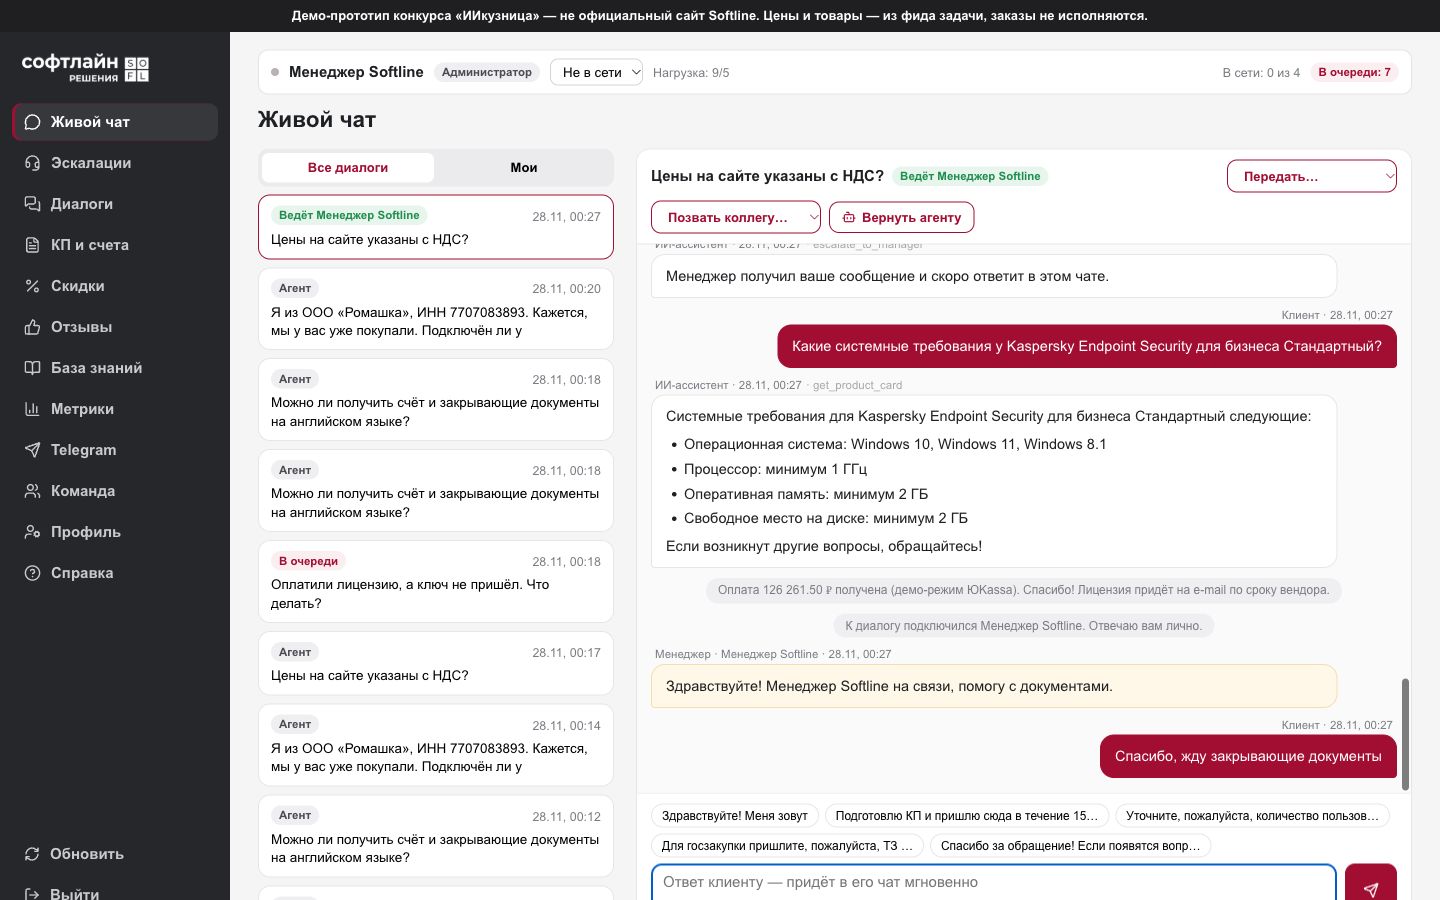 Демо-прототип конкурса «ИИкузница» — не официальный сайт Softline. Цены и товары — из фида задачи, заказы не исполняются.
софтлайн
РЕШЕНИЯ
SO
FL
Живой чат
Эскалации
Диалоги
КП и счета
Скидки
Отзывы
База знаний
Метрики
Telegram
Команда
Профиль
Справка
Обновить
Выйти
Менеджер Softline
Администратор
Не в сети
Нагрузка: 9/5
В сети: 0 из 4
В очереди: 7
Живой чат
Все диалоги
Мои
Ведёт Менеджер Softline
28.11, 00:27
Цены на сайте указаны с НДС?
Агент
28.11, 00:20
Я из ООО «Ромашка», ИНН 7707083893. Кажется,
мы у вас уже покупали. Подключён ли у
Агент
28.11, 00:18
Можно ли получить счёт и закрывающие документы
на английском языке?
Агент
28.11, 00:18
Можно ли получить счёт и закрывающие документы
на английском языке?
В очереди
28.11, 00:18
Оплатили лицензию, а ключ не пришёл. Что
делать?
Агент
28.11, 00:17
Цены на сайте указаны с НДС?
Агент
28.11, 00:14
Я из ООО «Ромашка», ИНН 7707083893. Кажется,
мы у вас уже покупали. Подключён ли у
Агент
28.11, 00:12
Можно ли получить счёт и закрывающие документы
на английском языке?
Цены на сайте указаны с НДС?
Ведёт Менеджер Softline
Передать…
Позвать коллегу…
Вернуть агенту
ИИ-ассистент · 28.11, 00:27 · escalate_to_manager
Менеджер получил ваше сообщение и скоро ответит в этом чате.
Клиент · 28.11, 00:27
Какие системные требования у Kaspersky Endpoint Security для бизнеса Стандартный?
ИИ-ассистент · 28.11, 00:27 · get_product_card
Системные требования для Kaspersky Endpoint Security для бизнеса Стандартный следующие:
• Операционная система: Windows 10, Windows 11, Windows 8.1
• Процессор: минимум 1 ГГц
• Оперативная память: минимум 2 ГБ
• Свободное место на диске: минимум 2 ГБ
Если возникнут другие вопросы, обращайтесь!
Оплата 126 261.50 ₽ получена (демо-режим ЮKassa). Спасибо! Лицензия придёт на e-mail по сроку вендора.
К диалогу подключился Менеджер Softline. Отвечаю вам лично.
Менеджер · Менеджер Softline · 28.11, 00:27
Здравствуйте! Менеджер Softline на связи, помогу с документами.
Клиент · 28.11, 00:27
Спасибо, жду закрывающие документы
Здравствуйте! Меня зовут
Подготовлю КП и пришлю сюда в течение 15…
Уточните, пожалуйста, количество пользов…
Для госзакупки пришлите, пожалуйста, ТЗ …
Спасибо за обращение! Если появятся вопр…
Ответ клиенту — придёт в его чат мгновенно